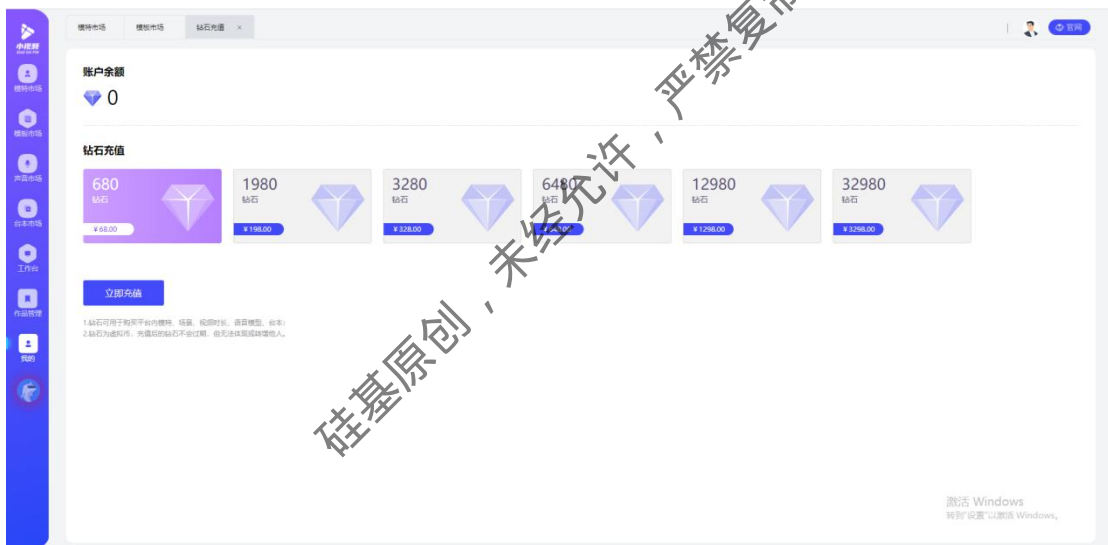 模特市场 模板市场 钻石充值 ×
官网
小视频
模特市场
模板市场
声音市场
台本市场
工作台
作品管理
我的
账户余额
0
钻石充值
680
钻石
¥68.00
1980
钻石
¥198.00
3280
钻石
¥328.00
6480
钻石
12980
钻石
¥1298.00
32980
钻石
¥3298.00
立即充值
1.钻石可用于购买平台内模特、场景、视频时长、语音模型、台本;
2.钻石为虚拟币，充值后的钻石不会过期，但无法体现或转赠他人。
硅基原创，未经允许，严禁复制
激活 Windows
转到"设置"以激活 Windows。